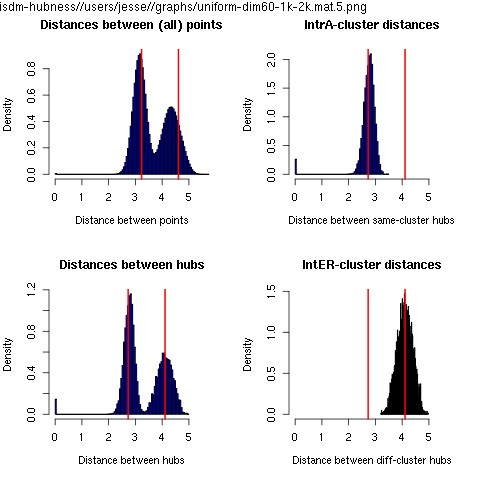 isdm-hubness//users/jesse//graphs/uniform-dim60-1k-2k.mat.5.png
Distances between (all) points
Density
0.0 0.2 0.4 0.6 0.8
0 1 2 3 4 5
Distance between points
IntrA-cluster distances
Density
0.0 0.5 1.0 1.5 2.0
0 1 2 3 4 5
Distance between same-cluster hubs
Distances between hubs
Density
0.0 0.4 0.8 1.2
0 1 2 3 4 5
Distance between hubs
IntER-cluster distances
Density
0.0 0.5 1.0 1.5
0 1 2 3 4 5
Distance between diff-cluster hubs